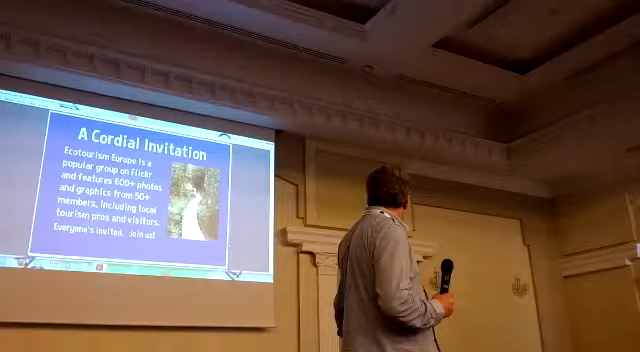 A Cordial Invitation
Ecotourism Europe is a
popular group on Flickr
and features 600+ photos
and graphics from 50+
members, including local
tourism pros and visitors.
Everyone's invited. Join us!